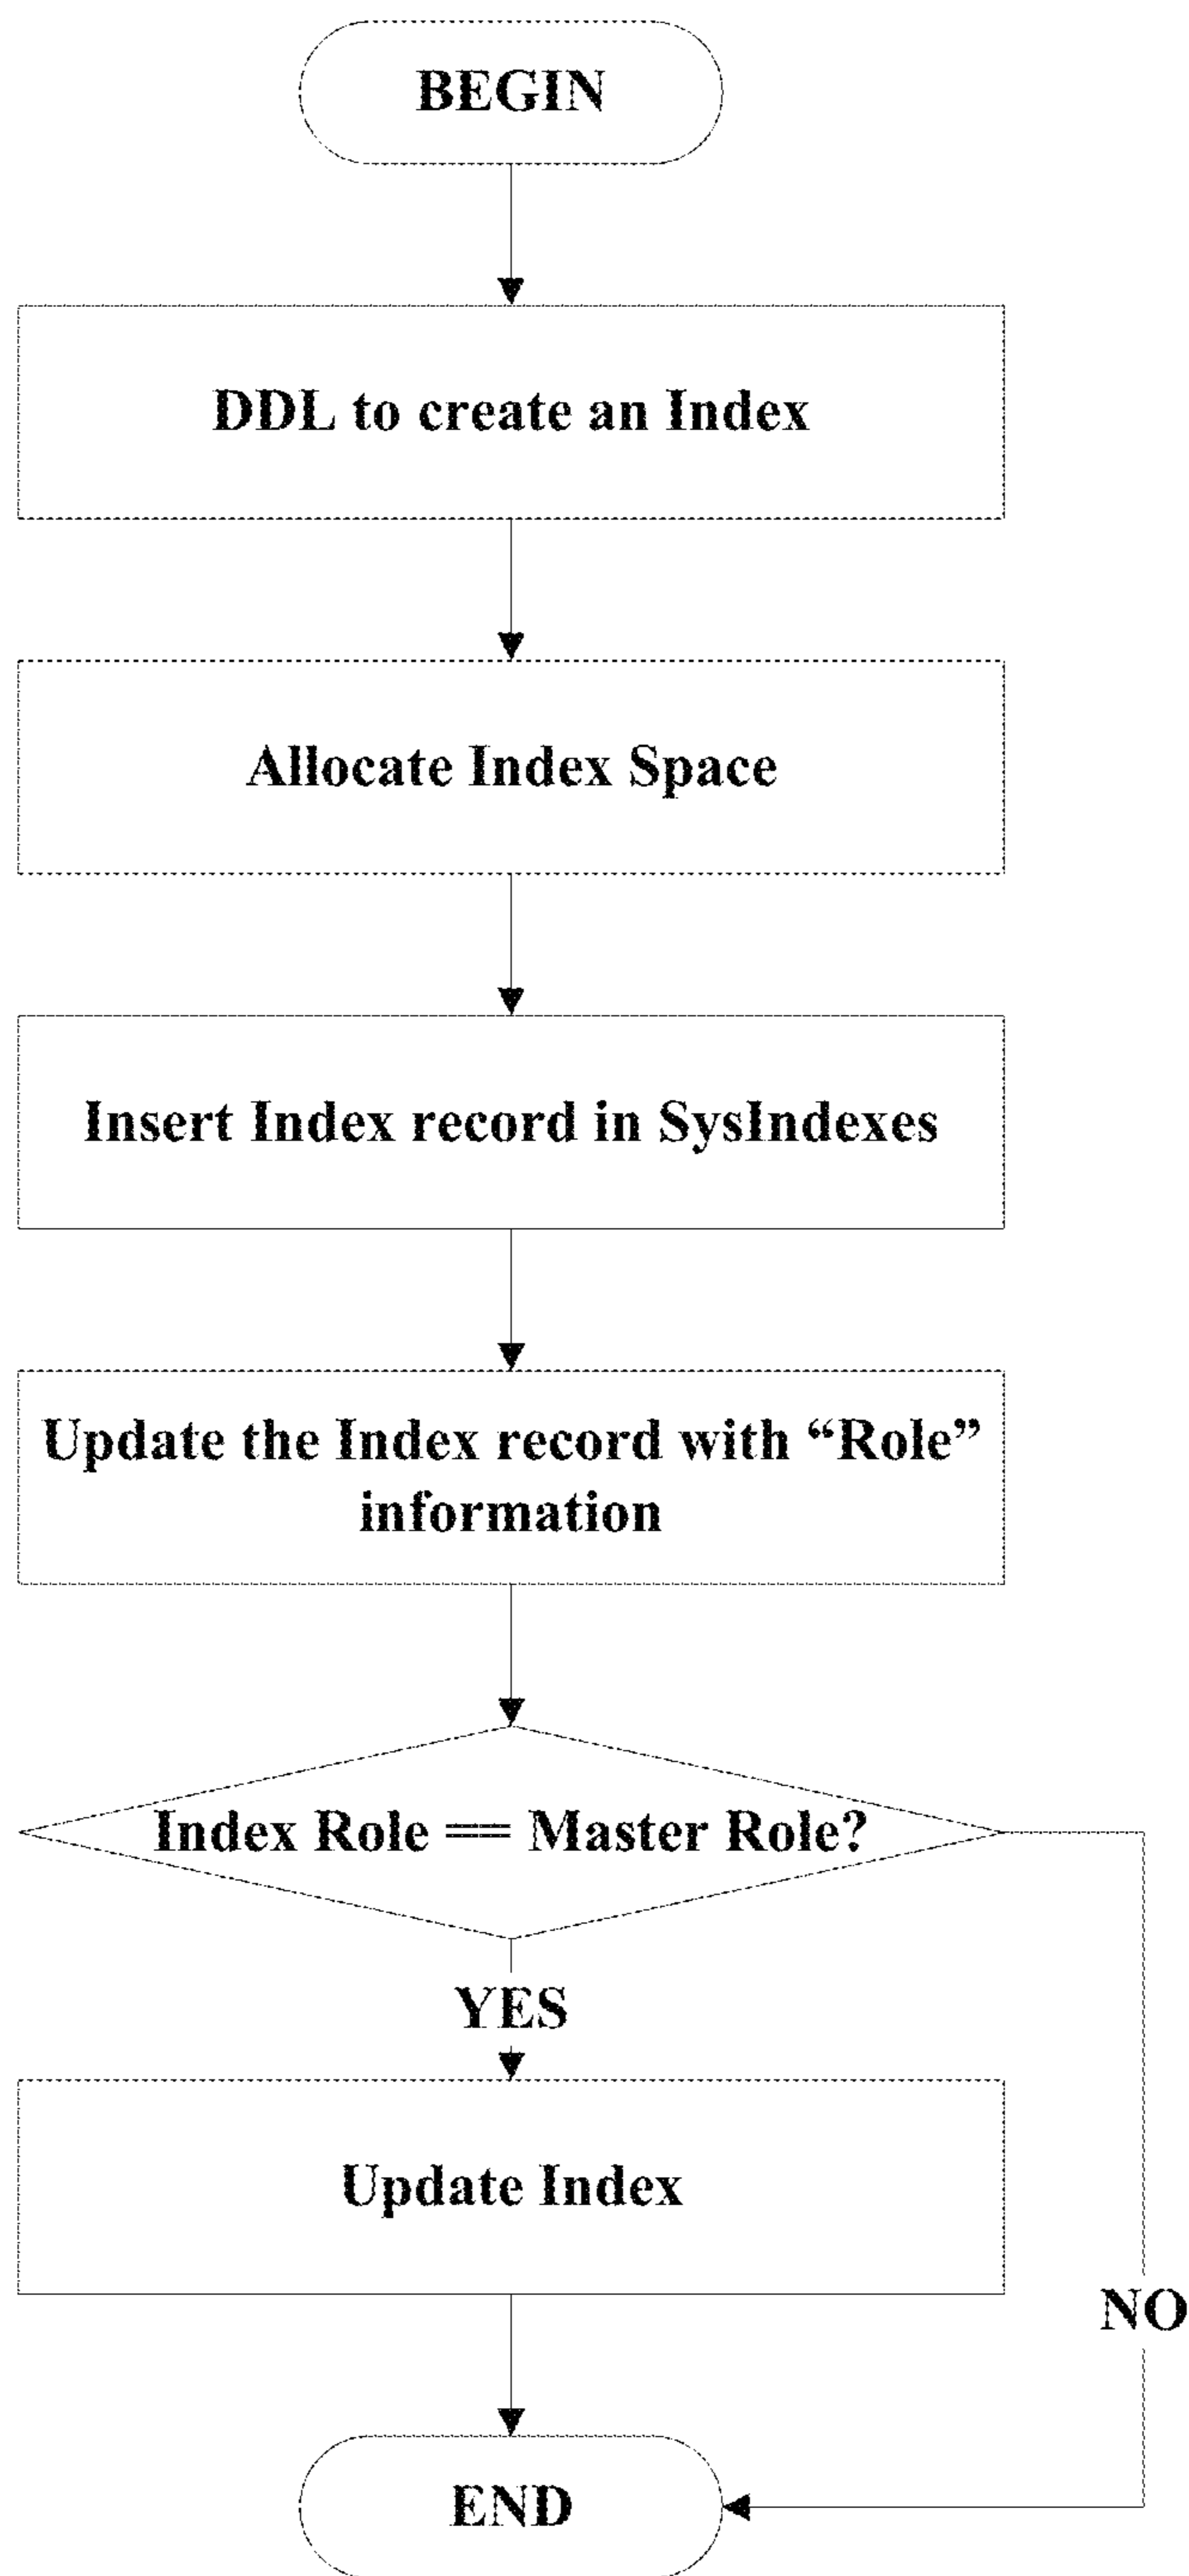 BEGIN
DDL to create an Index
Allocate Index Space
Insert Index record in SysIndexes
Update the Index record with “Role”
information
Index Role == Master Role?
YES
Update Index
NO
END